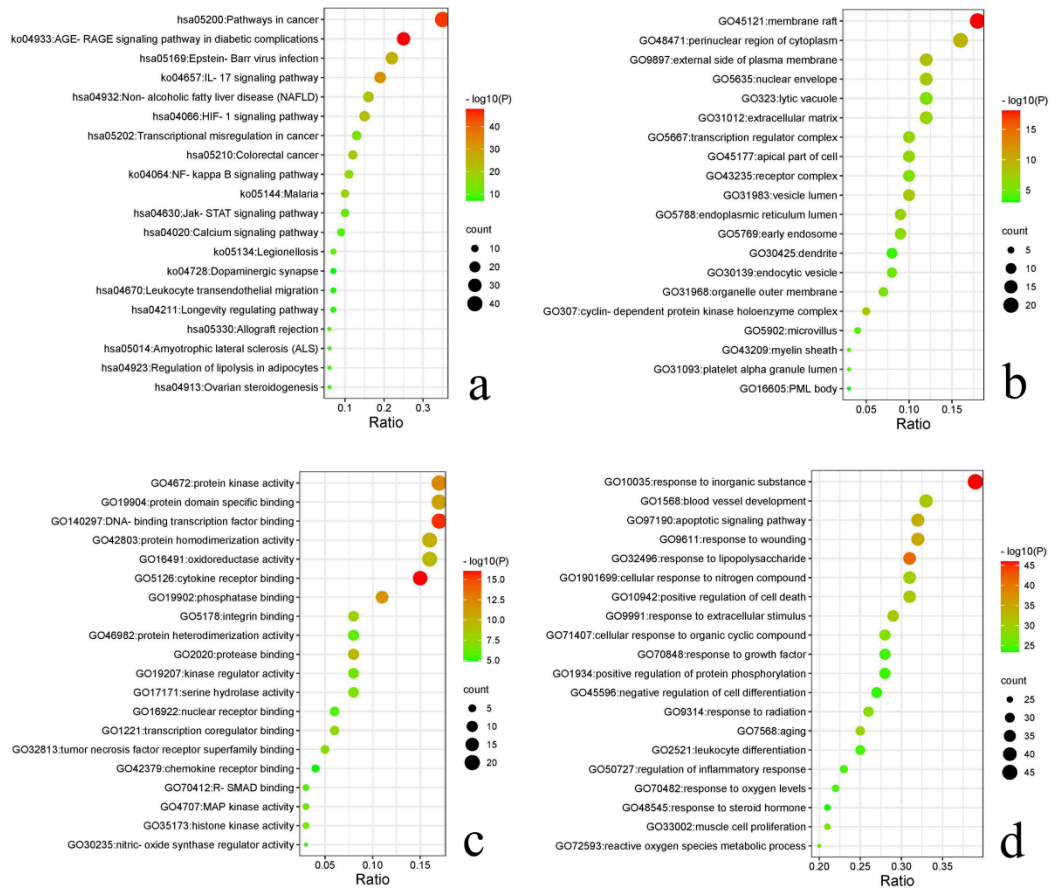 hsa05200:Pathways in cancer
ko04933:AGE- RAGE signaling pathway in diabetic complications
hsa05169:Epstein- Barr virus infection
ko04657:IL- 17 signaling pathway
hsa04932:Non- alcoholic fatty liver disease (NAFLD)
hsa04066:HIF- 1 signaling pathway
hsa05202:Transcriptional misregulation in cancer
hsa05210:Colorectal cancer
ko04064:NF- kappa B signaling pathway
ko05144:Malaria
hsa04630:Jak- STAT signaling pathway
hsa04020:Calcium signaling pathway
ko05134:Legionellosis
ko04728:Dopaminergic synapse
hsa04670:Leukocyte transendothelial migration
hsa04211:Longevity regulating pathway
hsa05330:Allograft rejection
hsa05014:Amyotrophic lateral sclerosis (ALS)
hsa04923:Regulation of lipolysis in adipocytes
hsa04913:Ovarian steroidogenesis
0.1 0.2 0.3
Ratio
- log10(P)
40
30
20
10
count
10
20
30
40
a
GO45121:membrane raft
GO48471:perinuclear region of cytoplasm
GO9897:external side of plasma membrane
GO5635:nuclear envelope
GO323:lytic vacuole
GO31012:extracellular matrix
GO5667:transcription regulator complex
GO45177:apical part of cell
GO43235:receptor complex
GO31983:vesicle lumen
GO5788:endoplasmic reticulum lumen
GO5769:early endosome
GO30425:dendrite
GO30139:endocytic vesicle
GO31968:organelle outer membrane
GO307:cyclin- dependent protein kinase holoenzyme complex
GO5902:microvillus
GO43209:myelin sheath
GO31093:platelet alpha granule lumen
GO16605:PML body
0.05 0.10 0.15
Ratio
- log10(P)
15
10
5
count
5
10
15
20
b
GO4672:protein kinase activity
GO19904:protein domain specific binding
GO140297:DNA- binding transcription factor binding
GO42803:protein homodimerization activity
GO16491:oxidoreductase activity
GO5126:cytokine receptor binding
GO19902:phosphatase binding
GO5178:integrin binding
GO46982:protein heterodimerization activity
GO2020:protease binding
GO19207:kinase regulator activity
GO17171:serine hydrolase activity
GO16922:nuclear receptor binding
GO1221:transcription coregulator binding
GO32813:tumor necrosis factor receptor superfamily binding
GO42379:chemokine receptor binding
GO70412:R- SMAD binding
GO4707:MAP kinase activity
GO35173:histone kinase activity
GO30235:nitric- oxide synthase regulator activity
0.05 0.10 0.15
Ratio
- log10(P)
15.0
12.5
10.0
7.5
5.0
count
5
10
15
20
c
GO10035:response to inorganic substance
GO1568:blood vessel development
GO97190:apoptotic signaling pathway
GO9611:response to wounding
GO32496:response to lipopolysaccharide
GO1901699:cellular response to nitrogen compound
GO10942:positive regulation of cell death
GO9991:response to extracellular stimulus
GO71407:cellular response to organic cyclic compound
GO70848:response to growth factor
GO1934:positive regulation of protein phosphorylation
GO45596:negative regulation of cell differentiation
GO9314:response to radiation
GO7568:aging
GO2521:leukocyte differentiation
GO50727:regulation of inflammatory response
GO70482:response to oxygen levels
GO48545:response to steroid hormone
GO33002:muscle cell proliferation
GO72593:reactive oxygen species metabolic process
0.20 0.25 0.30 0.35
Ratio
- log10(P)
45
40
35
30
25
count
25
30
35
40
45
d